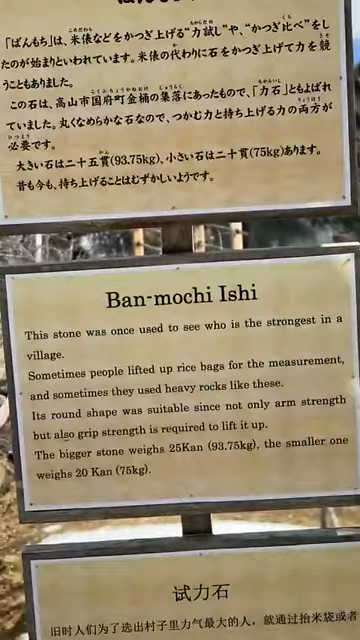 「ばんもち」は、米俵などをかつぎ上げる"力試し"や、"かつぎ比べ"をし
たのが始まりといわれています。米俵の代わりに石をかつぎ上げて力を競
うこともありました。
この石は、高山市国府町金桶の集落にあったもので、「力石」ともよばれ
ていました。丸くなめらかな石なので、つかむ力と持ち上げる力の両方が
必要です。
大きい石は二十五貫(93.75kg)、小さい石は二十貫(75kg)あります。
昔も今も、持ち上げることはむずかしいようです。
Ban-mochi Ishi
This stone was once used to see who is the strongest in a
village.
Sometimes people lifted up rice bags for the measurement,
and sometimes they used heavy rocks like these.
Its round shape was suitable since not only arm strength
but also grip strength is required to lift it up.
The bigger stone weighs 25Kan (93,75kg), the smaller one
weighs 20 Kan (75kg).
试力石
旧时人们为了选出村子里力气最大的人，就通过抬米袋或者